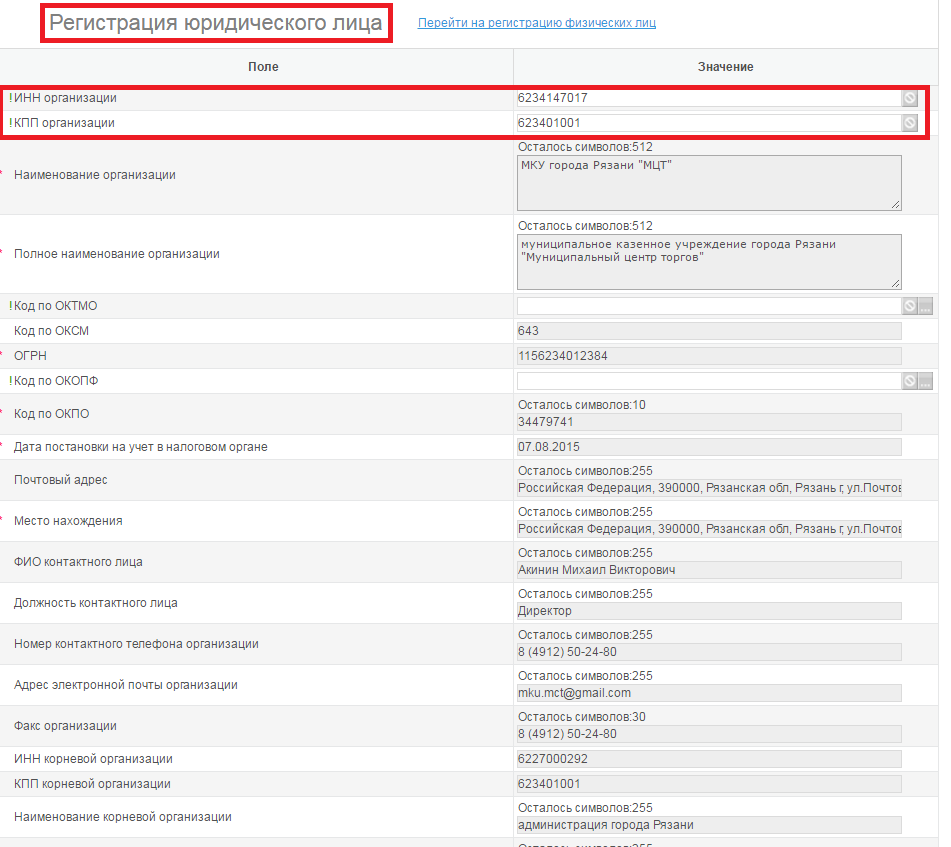 Регистрация юридического лица Перейти на регистрацию физических лиц
Поле Значение
!ИНН организации 6234147017
!КПП организации 623401001
Осталось символов:512
* Наименование организации МКУ города Рязани "МЦТ"
Осталось символов:512
* Полное наименование организации муниципальное казенное учреждение города Рязани
"Муниципальный центр торгов"
!Код по ОКТМО ...
Код по ОКСМ 643
* ОГРН 1156234012384
!Код по ОКОПФ ...
Осталось символов:10
* Код по ОКПО 34479741
* Дата постановки на учет в налоговом органе 07.08.2015
Осталось символов:255
Почтовый адрес Российская Федерация, 390000, Рязанская обл, Рязань г, ул.Почтов
Осталось символов:255
* Место нахождения Российская Федерация, 390000, Рязанская обл, Рязань г, ул.Почтов
Осталось символов:255
ФИО контактного лица Акинин Михаил Викторович
Осталось символов:255
Должность контактного лица Директор
Осталось символов:255
Номер контактного телефона организации 8 (4912) 50-24-80
Осталось символов:255
Адрес электронной почты организации mku.mct@gmail.com
Осталось символов:30
Факс организации 8 (4912) 50-24-80
ИНН корневой организации 6227000292
КПП корневой организации 623401001
Осталось символов:255
Наименование корневой организации администрация города Рязани